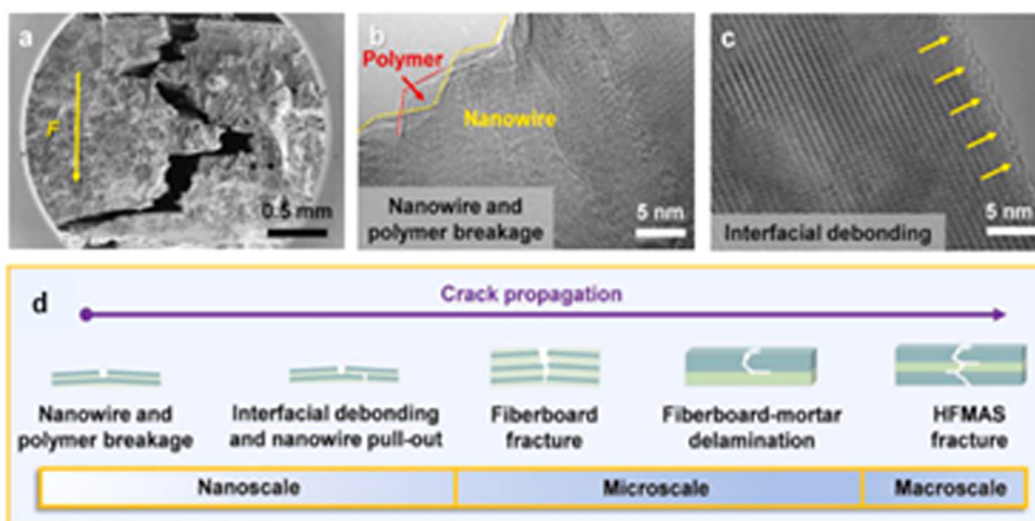 a
F
0.5 mm
b
Polymer
Nanowire
Nanowire and
polymer breakage
5 nm
c
Interfacial debonding
5 nm
d
Crack propagation
Nanowire and
polymer breakage
Interfacial debonding
and nanowire pull-out
Fiberboard
fracture
Fiberboard-mortar
delamination
HFMAS
fracture
Nanoscale
Microscale
Macroscale